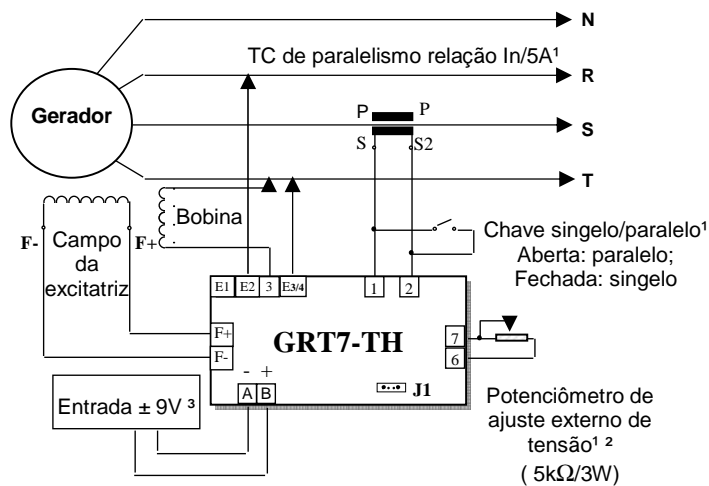 N
TC de paralelismo relação In/5A¹
R
Gerador
P P
S
S S2
T
Bobina
F- Campo da excitatriz F+
Chave singelo/paralelo¹
Aberta: paralelo;
Fechada: singelo
E1 E2 3 E3/4 1 2
F+
GRT7-TH
7
F-
6
- +
J1
A B
Entrada ± 9V ³
Potenciômetro de
ajuste externo de
tensão¹ ²
( 5kΩ/3W)